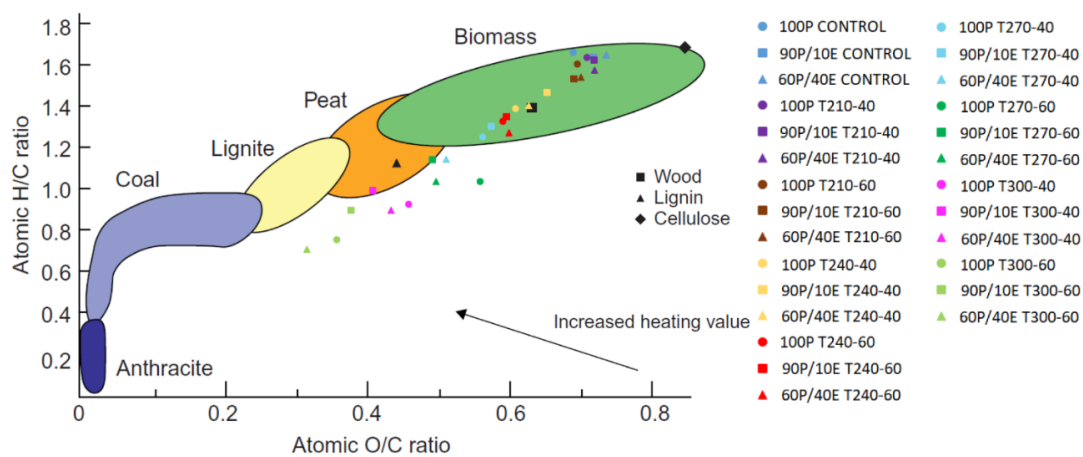 1.8
1.6
1.4
1.2
1.0
0.8
0.6
0.4
0.2
Atomic H/C ratio
Biomass
Peat
Lignite
Coal
Anthracite
Wood
Lignin
Cellulose
Increased heating value
0
0.2
0.4
0.6
0.8
Atomic O/C ratio
100P CONTROL
90P/10E CONTROL
60P/40E CONTROL
100P T210-40
90P/10E T210-40
60P/40E T210-40
100P T210-60
90P/10E T210-60
60P/40E T210-60
100P T240-40
90P/10E T240-40
60P/40E T240-40
100P T240-60
90P/10E T240-60
60P/40E T240-60
100P T270-40
90P/10E T270-40
60P/40E T270-40
100P T270-60
90P/10E T270-60
60P/40E T270-60
100P T300-40
90P/10E T300-40
60P/40E T300-40
100P T300-60
90P/10E T300-60
60P/40E T300-60